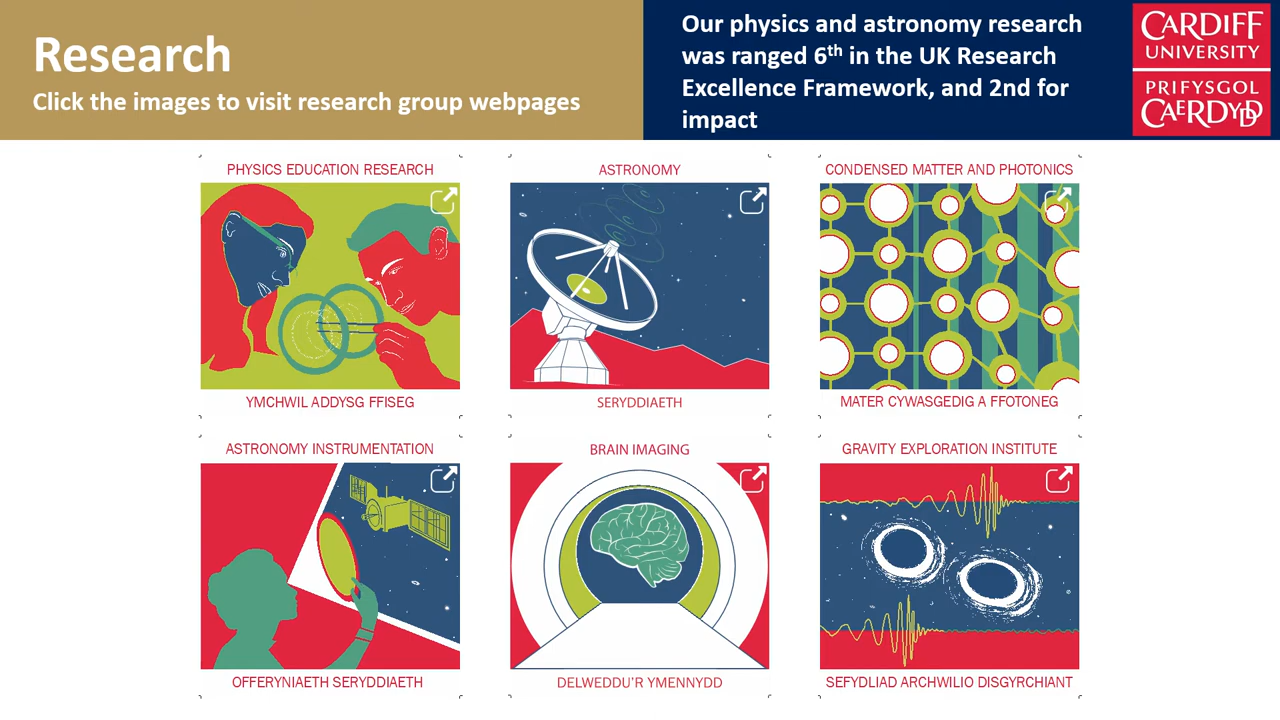 Research
Click the images to visit research group webpages
Our physics and astronomy research
was ranged 6th in the UK Research
Excellence Framework, and 2nd for
impact
CARDIFF
UNIVERSITY
PRIFYSGOL
CAERDYDD
PHYSICS EDUCATION RESEARCH
ASTRONOMY
CONDENSED MATTER AND PHOTONICS
YMCHWIL ADDYSG FFISEG
SERYDDIAETH
MATER CYWASGEDIG A FFOTONEG
ASTRONOMY INSTRUMENTATION
BRAIN IMAGING
GRAVITY EXPLORATION INSTITUTE
OFFERYNIAETH SERYDDIAETH
DELWEDDU'R YMENNYDD
SEFYDLIAD ARCHWILIO DISGYRCHIANT